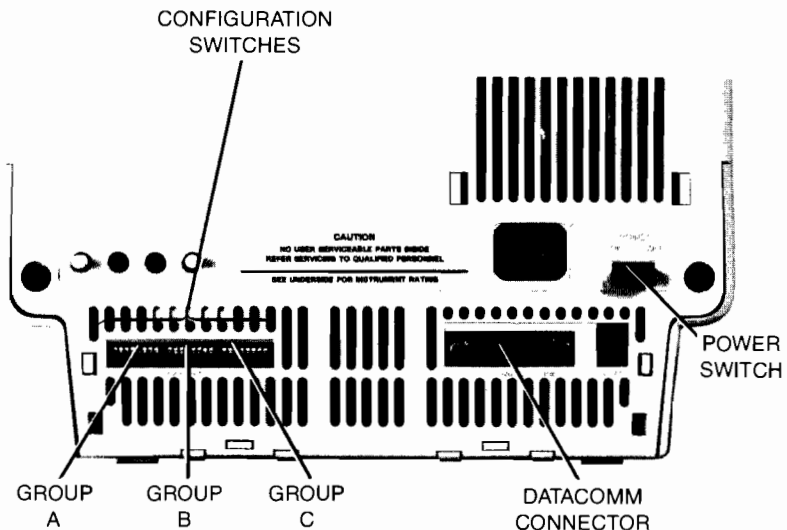 CONFIGURATION
SWITCHES
CAUTION
NO USER SERVICEABLE PARTS INSIDE
REFER SERVICING TO QUALIFIED PERSONNEL
SEE UNDERSIDE FOR INSTRUMENT RATING
POWER
SWITCH
GROUP
A
GROUP
B
GROUP
C
DATACOMM
CONNECTOR